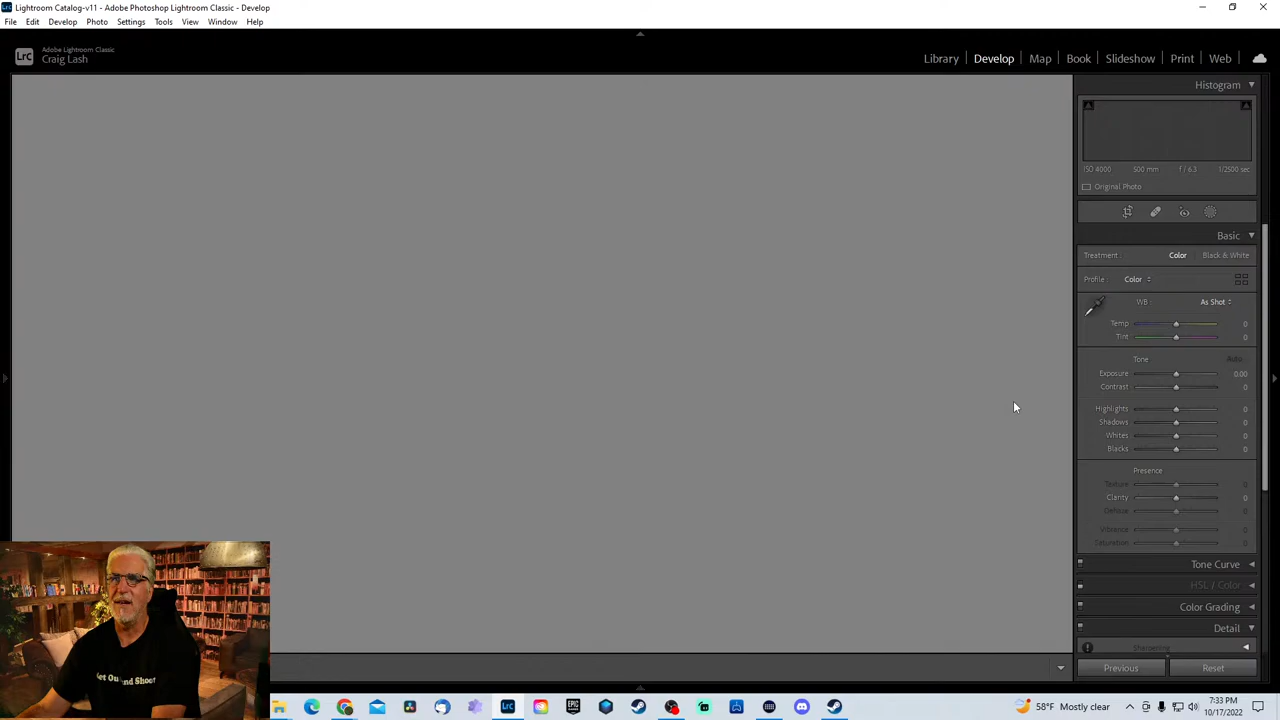 Lightroom Catalog-v11 - Adobe Photoshop Lightroom Classic - Develop
File Edit Develop Photo Settings Tools View Window Help
Lrc
Adobe Lightroom Classic
Craig Lash
Library | Develop | Map | Book | Slideshow | Print | Web
Histogram
ISO 4000 500 mm f / 6.3 1/2500 sec
Original Photo
Basic
Treatment : Color Black & White
Profile : Color
WB : As Shot
Temp 0
Tint 0
Tone Auto
Exposure 0.00
Contrast 0
Highlights 0
Shadows 0
Whites 0
Blacks 0
Presence
Texture 0
Clarity 0
Dehaze 0
Vibrance 0
Saturation 0
Tone Curve
HSL / Color
Color Grading
Detail
Sharpening
Previous Reset
Get Out and Shoot
Lrc
EPIC
58°F Mostly clear
7:33 PM
10/17/2022